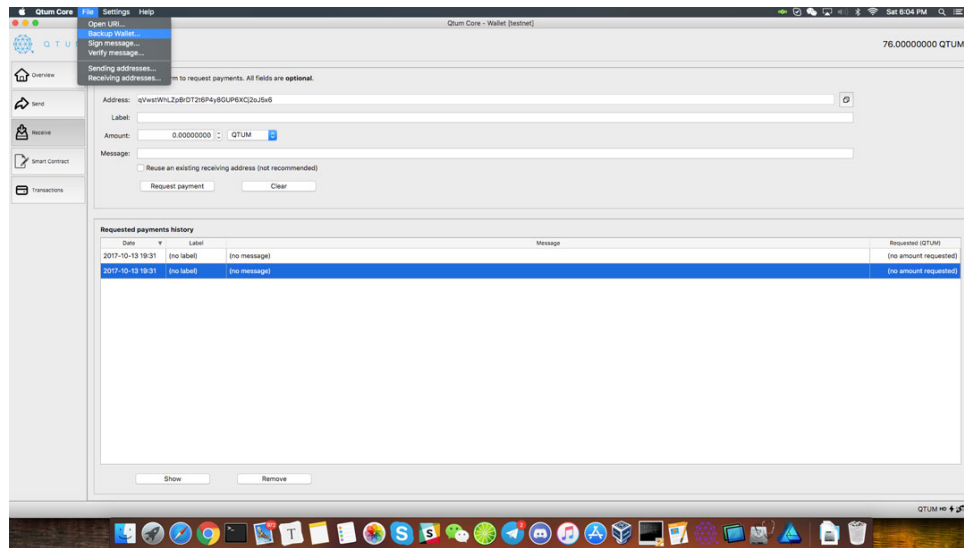 Qtum Core File Settings Help Sat 6:04 PM
Open URI...
Backup Wallet...
Sign message...
Verify message...
Sending addresses...
Receiving addresses...
Qtum Core - Wallet [testnet]
QTU
76.00000000 QTUM
Overview
Send
Receive
Smart Contract
Transactions
rm to request payments. All fields are optional.
Address:
Label:
Amount: 0.00000000 QTUM
Message:
Reuse an existing receiving address (not recommended)
Request payment Clear
Requested payments history
Date Label Message Requested (QTUM)
2017-10-13 19:31 (no label) (no message) (no amount requested)
2017-10-13 19:31 (no label) (no message) (no amount requested)
Show Remove
QTUM HD